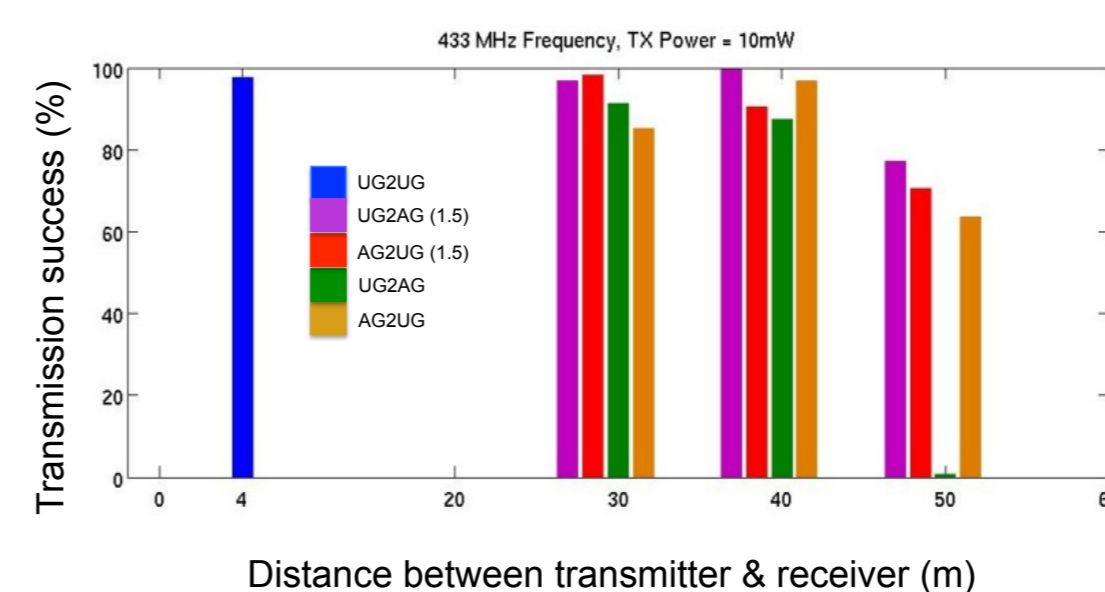 433 MHz Frequency, TX Power = 10mW
Transmission success (%)
100
80
60
40
20
0
UG2UG
UG2AG (1.5)
AG2UG (1.5)
UG2AG
AG2UG
0 4 20 30 40 50
Distance between transmitter & receiver (m)